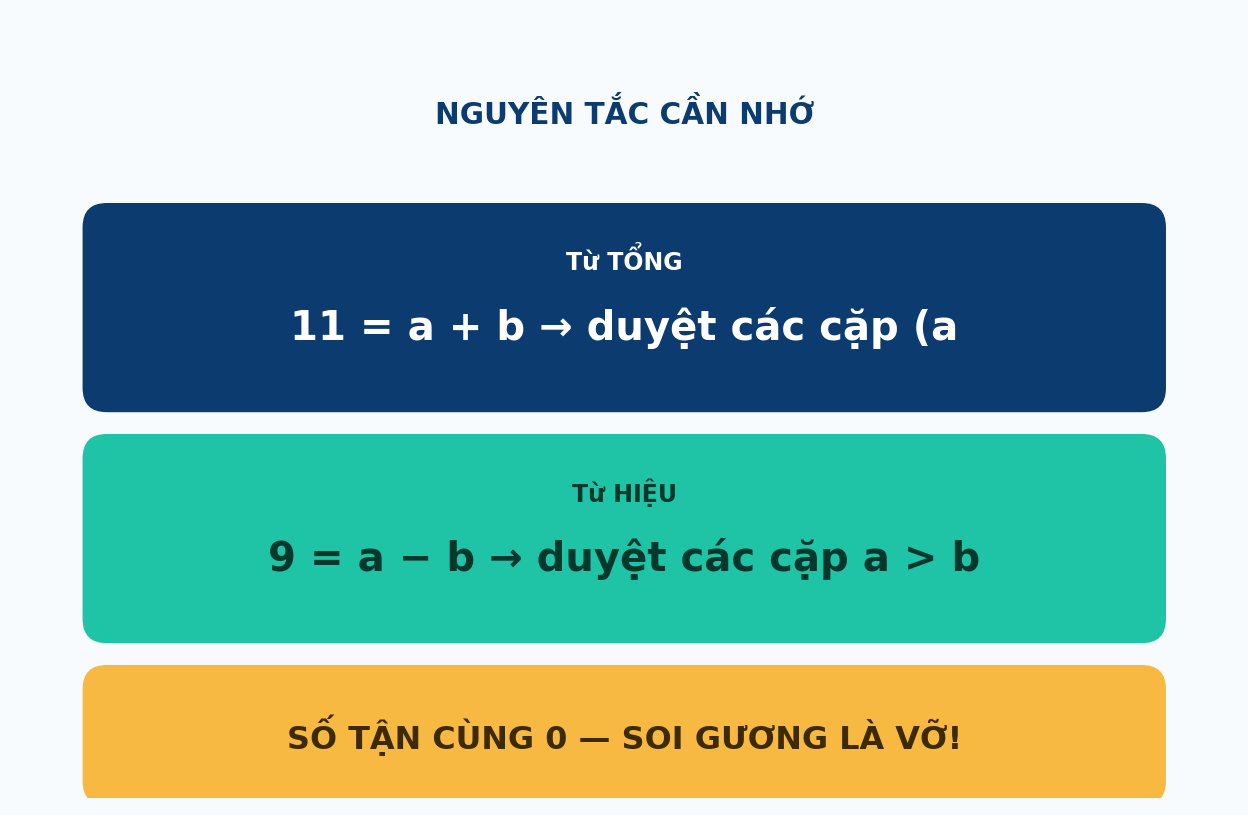 NGUYÊN TẮC CẦN NHỚ
Từ TỔNG
11 = a + b → duyệt các cặp (a
Từ HIỆU
9 = a − b → duyệt các cặp a > b
SỐ TẬN CÙNG 0 — SOI GƯƠNG LÀ VỠ!